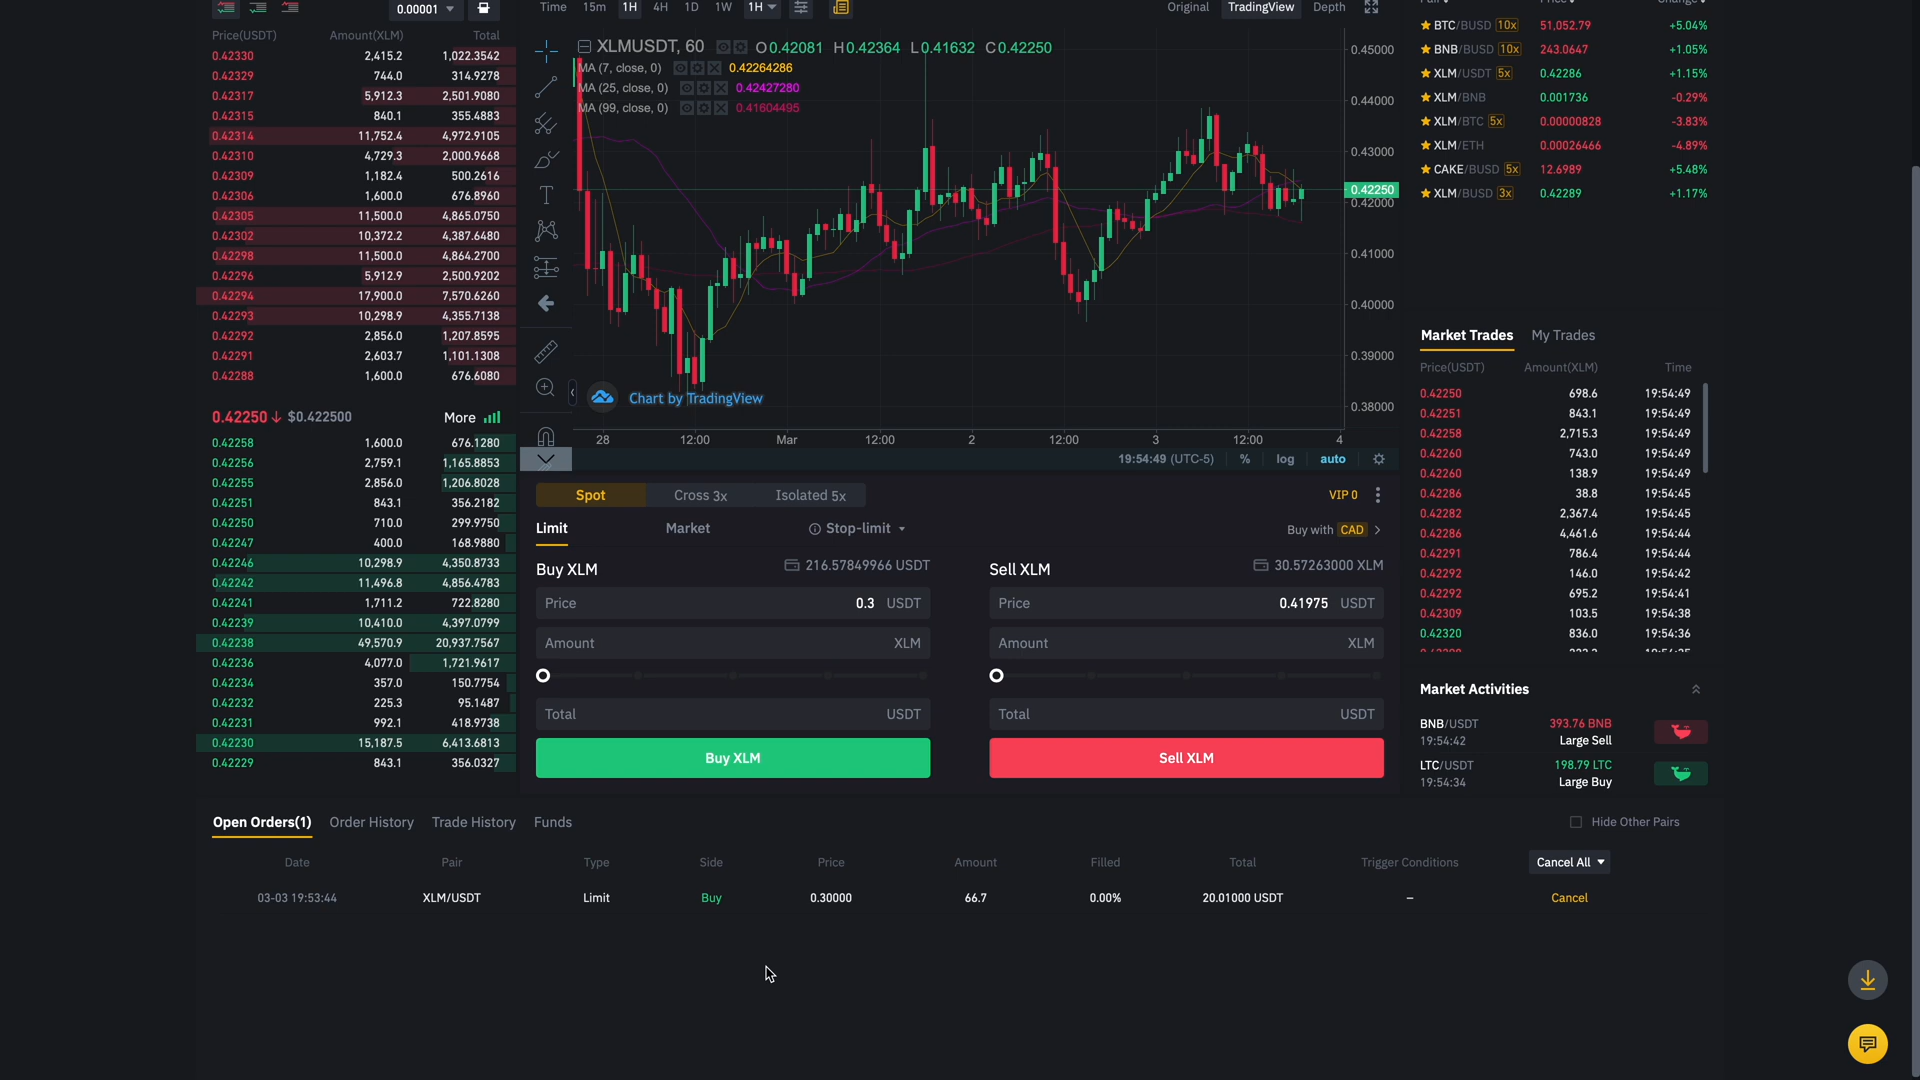 0.00001
Price(USDT) Amount(XLM) Total
0.42330 2,415.2 1,022.3542
0.42329 744.0 314.9278
0.42317 5,912.3 2,501.9080
0.42315 840.1 355.4883
0.42314 11,752.4 4,972.9105
0.42310 4,729.3 2,000.9668
0.42309 1,182.4 500.2616
0.42306 1,600.0 676.8960
0.42305 11,500.0 4,865.0750
0.42302 10,372.2 4,387.6480
0.42298 11,500.0 4,864.2700
0.42296 5,912.9 2,500.9202
0.42294 17,900.0 7,570.6260
0.42293 10,298.9 4,355.7138
0.42292 2,856.0 1,207.8595
0.42291 2,603.7 1,101.1308
0.42288 1,600.0 676.6080
0.42250 $0.422500 More
0.42258 1,600.0 676.1280
0.42256 2,759.1 1,165.8853
0.42255 2,856.0 1,206.8028
0.42251 843.1 356.2182
0.42250 710.0 299.9750
0.42247 400.0 168.9880
0.42246 10,298.9 4,350.8733
0.42242 11,496.8 4,856.4783
0.42241 1,711.2 722.8280
0.42239 10,410.0 4,397.0799
0.42238 49,570.9 20,937.7567
0.42236 4,077.0 1,721.9617
0.42234 357.0 150.7754
0.42232 225.3 95.1487
0.42231 992.1 418.9738
0.42230 15,187.5 6,413.6813
0.42229 843.1 356.0327
Time 15m 1H 4H 1D 1W 1H Original TradingView Depth
XLMUSDT, 60 O0.42081 H0.42364 L0.41632 C0.42250
MA (7, close, 0) 0.42264286
MA (25, close, 0) 0.42427280
MA (99, close, 0) 0.41604495
0.45000
0.44000
0.43000
0.42250
0.42000
0.41000
0.40000
0.39000
0.38000
Chart by TradingView
28 12:00 Mar 12:00 2 12:00 3 12:00 4
19:54:49 (UTC-5) % log auto
Spot Cross 3x Isolated 5x VIP 0
Limit Market Stop-limit Buy with CAD
Buy XLM 216.57849966 USDT
Price 0.3 USDT
Amount XLM
Total USDT
Buy XLM
Sell XLM 30.57263000 XLM
Price 0.41975 USDT
Amount XLM
Total USDT
Sell XLM
BTC/BUSD 10x 51,052.79 +5.04%
BNB/BUSD 10x 243.0647 +1.05%
XLM/USDT 5x 0.42286 +1.15%
XLM/BNB 0.001736 -0.29%
XLM/BTC 5x 0.00000828 -3.83%
XLM/ETH 0.00026466 -4.89%
CAKE/BUSD 5x 12.6989 +5.48%
XLM/BUSD 3x 0.42289 +1.17%
Market Trades My Trades
Price(USDT) Amount(XLM) Time
0.42250 698.6 19:54:49
0.42251 843.1 19:54:49
0.42258 2,715.3 19:54:49
0.42260 743.0 19:54:49
0.42260 138.9 19:54:49
0.42286 38.8 19:54:45
0.42282 2,367.4 19:54:45
0.42286 4,461.6 19:54:44
0.42291 786.4 19:54:44
0.42292 146.0 19:54:42
0.42292 695.2 19:54:41
0.42309 103.5 19:54:38
0.42320 836.0 19:54:36
Market Activities
BNB/USDT 393.76 BNB
19:54:42 Large Sell
LTC/USDT 198.79 LTC
19:54:34 Large Buy
Open Orders(1) Order History Trade History Funds Hide Other Pairs
Date Pair Type Side Price Amount Filled Total Trigger Conditions Cancel All
03-03 19:53:44 XLM/USDT Limit Buy 0.30000 66.7 0.00% 20.01000 USDT – Cancel